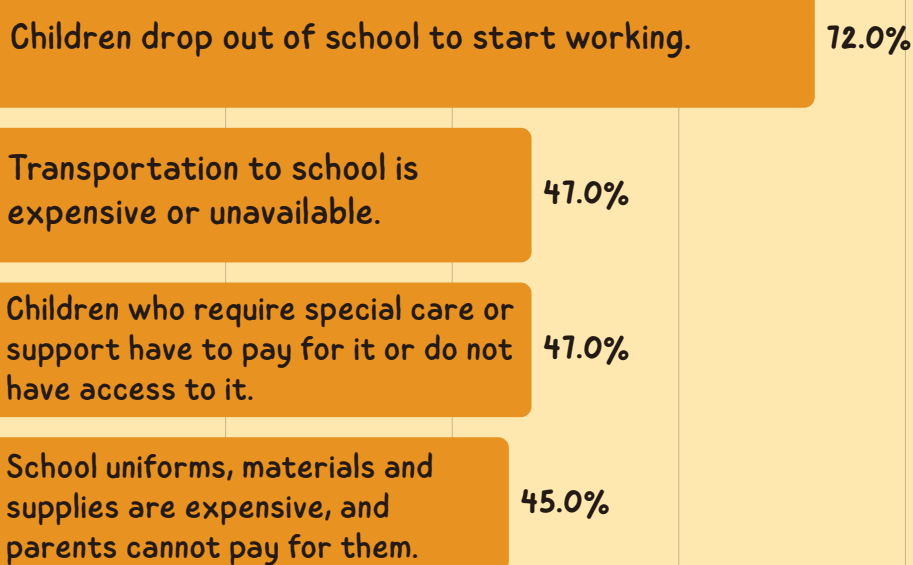 Children drop out of school to start working.
72.0%
Transportation to school is
expensive or unavailable.
47.0%
Children who require special care or
support have to pay for it or do not
have access to it.
47.0%
School uniforms, materials and
supplies are expensive, and
parents cannot pay for them.
45.0%